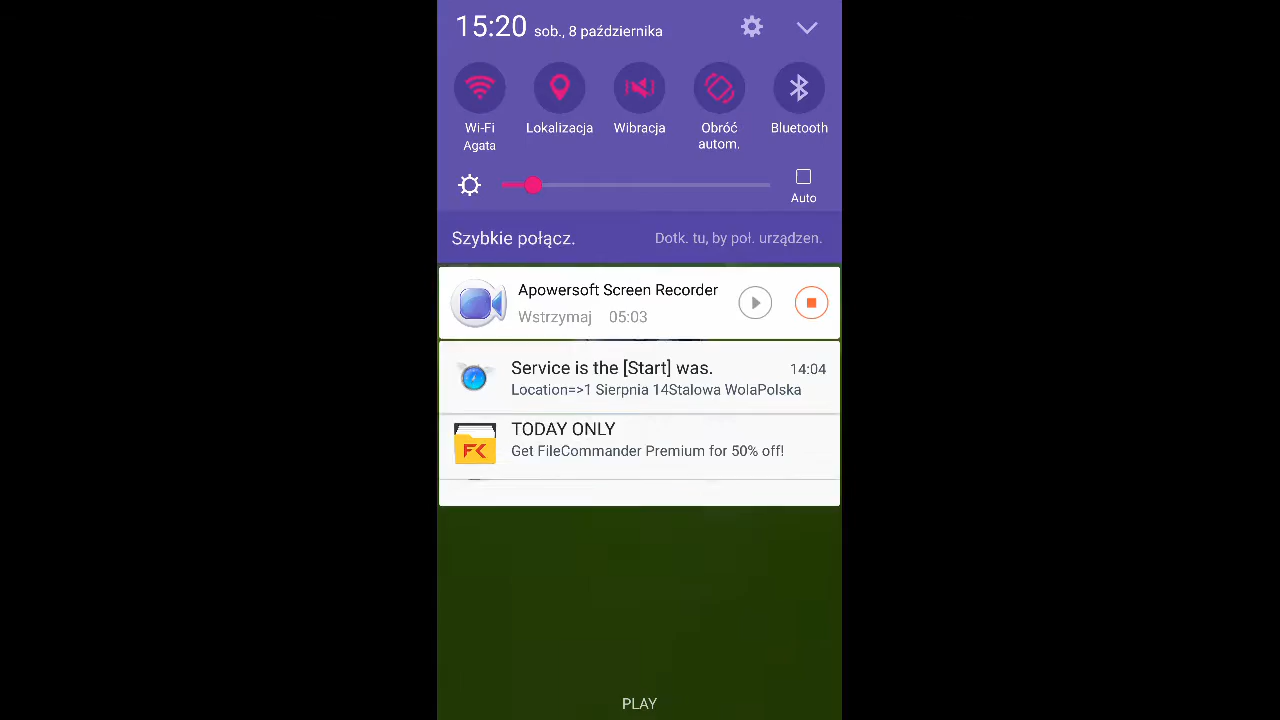 15:20 sob., 8 października
Wi-Fi Agata
Lokalizacja
Wibracja
Obróć autom.
Bluetooth
Auto
Szybkie połącz. Dotk. tu, by poł. urządzen.
Apowersoft Screen Recorder
Wstrzymaj 05:03
Service is the [Start] was. 14:04
Location=>1 Sierpnia 14Stalowa WolaPolska
TODAY ONLY
FK
Get FileCommander Premium for 50% off!
PLAY